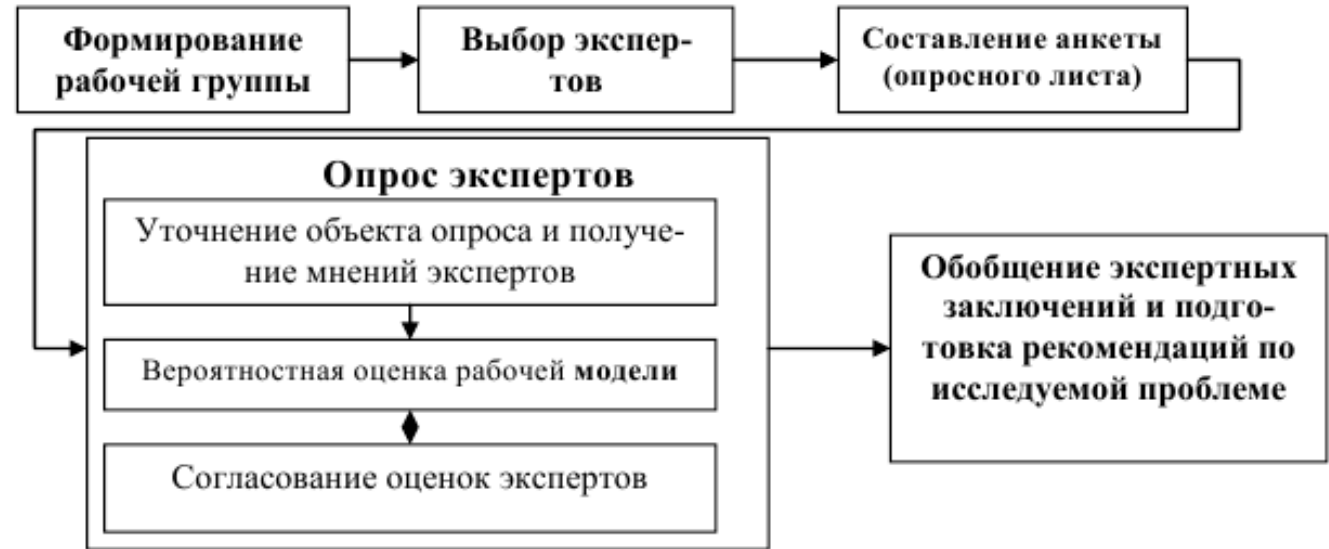 Формирование
рабочей группы
Выбор экспер-
тов
Составление анкеты
(опросного листа)
Опрос экспертов
Уточнение объекта опроса и получе-
ние мнений экспертов
Вероятностная оценка рабочей модели
Согласование оценок экспертов
Обобщение экспертных
заключений и подго-
товка рекомендаций по
исследуемой проблеме